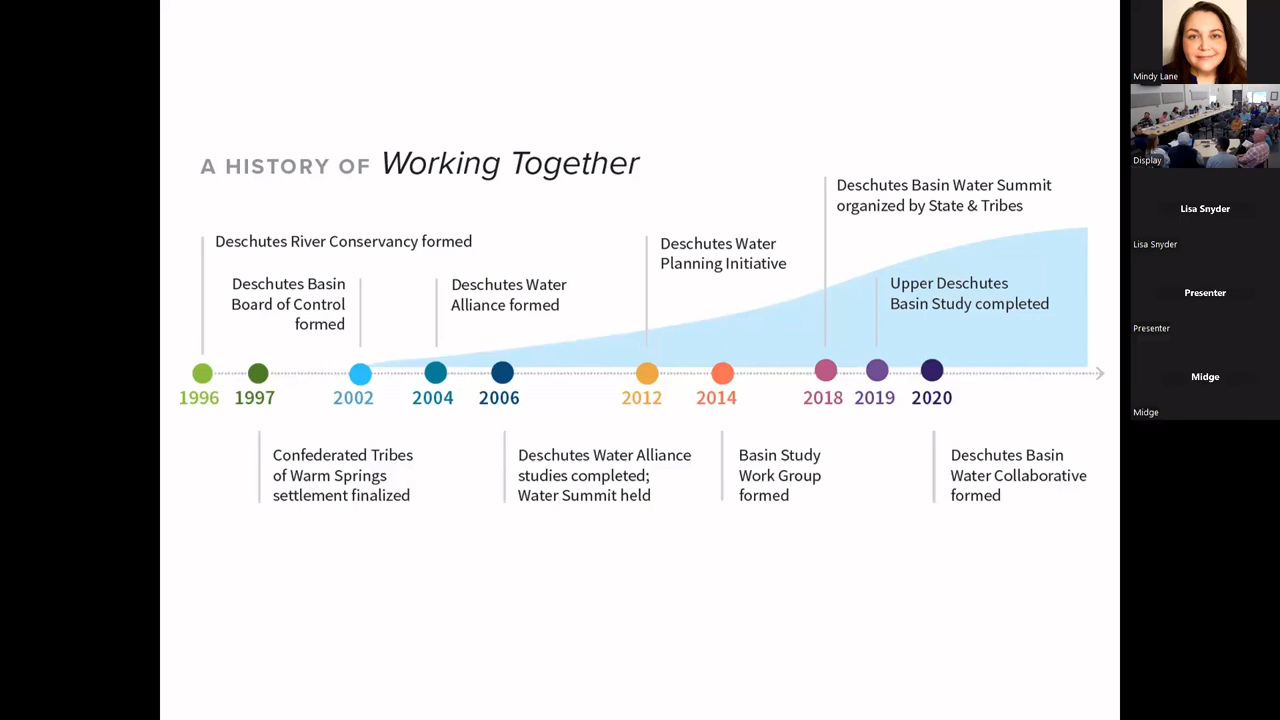 A HISTORY OF Working Together
Deschutes River Conservancy formed
Deschutes Basin
Board of Control
formed
Deschutes Water
Alliance formed
Deschutes Water
Planning Initiative
Deschutes Basin Water Summit
organized by State & Tribes
Upper Deschutes
Basin Study completed
1996 1997 2002 2004 2006 2012 2014 2018 2019 2020
Confederated Tribes
of Warm Springs
settlement finalized
Deschutes Water Alliance
studies completed;
Water Summit held
Basin Study
Work Group
formed
Deschutes Basin
Water Collaborative
formed
Mindy Lane
Display
Lisa Snyder
Lisa Snyder
Presenter
Presenter
Midge
Midge